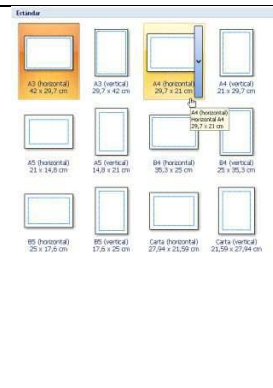 Estándar
A3 (horizontal)
42 x 29,7 cm
A3 (vertical)
29,7 x 42 cm
A4 (horizontal)
29,7 x 21 cm
A4 (vertical)
21 x 29,7 cm
A4 (horizontal)
Horizontal A4
29,7 x 21 cm
A5 (horizontal)
21 x 14,8 cm
A5 (vertical)
14,8 x 21 cm
B4 (horizontal)
35,3 x 25 cm
B4 (vertical)
25 x 35,3 cm
B5 (horizontal)
25 x 17,6 cm
B5 (vertical)
17,6 x 25 cm
Carta (horizontal)
27,94 x 21,59 cm
Carta (vertical)
21,59 x 27,94 cm